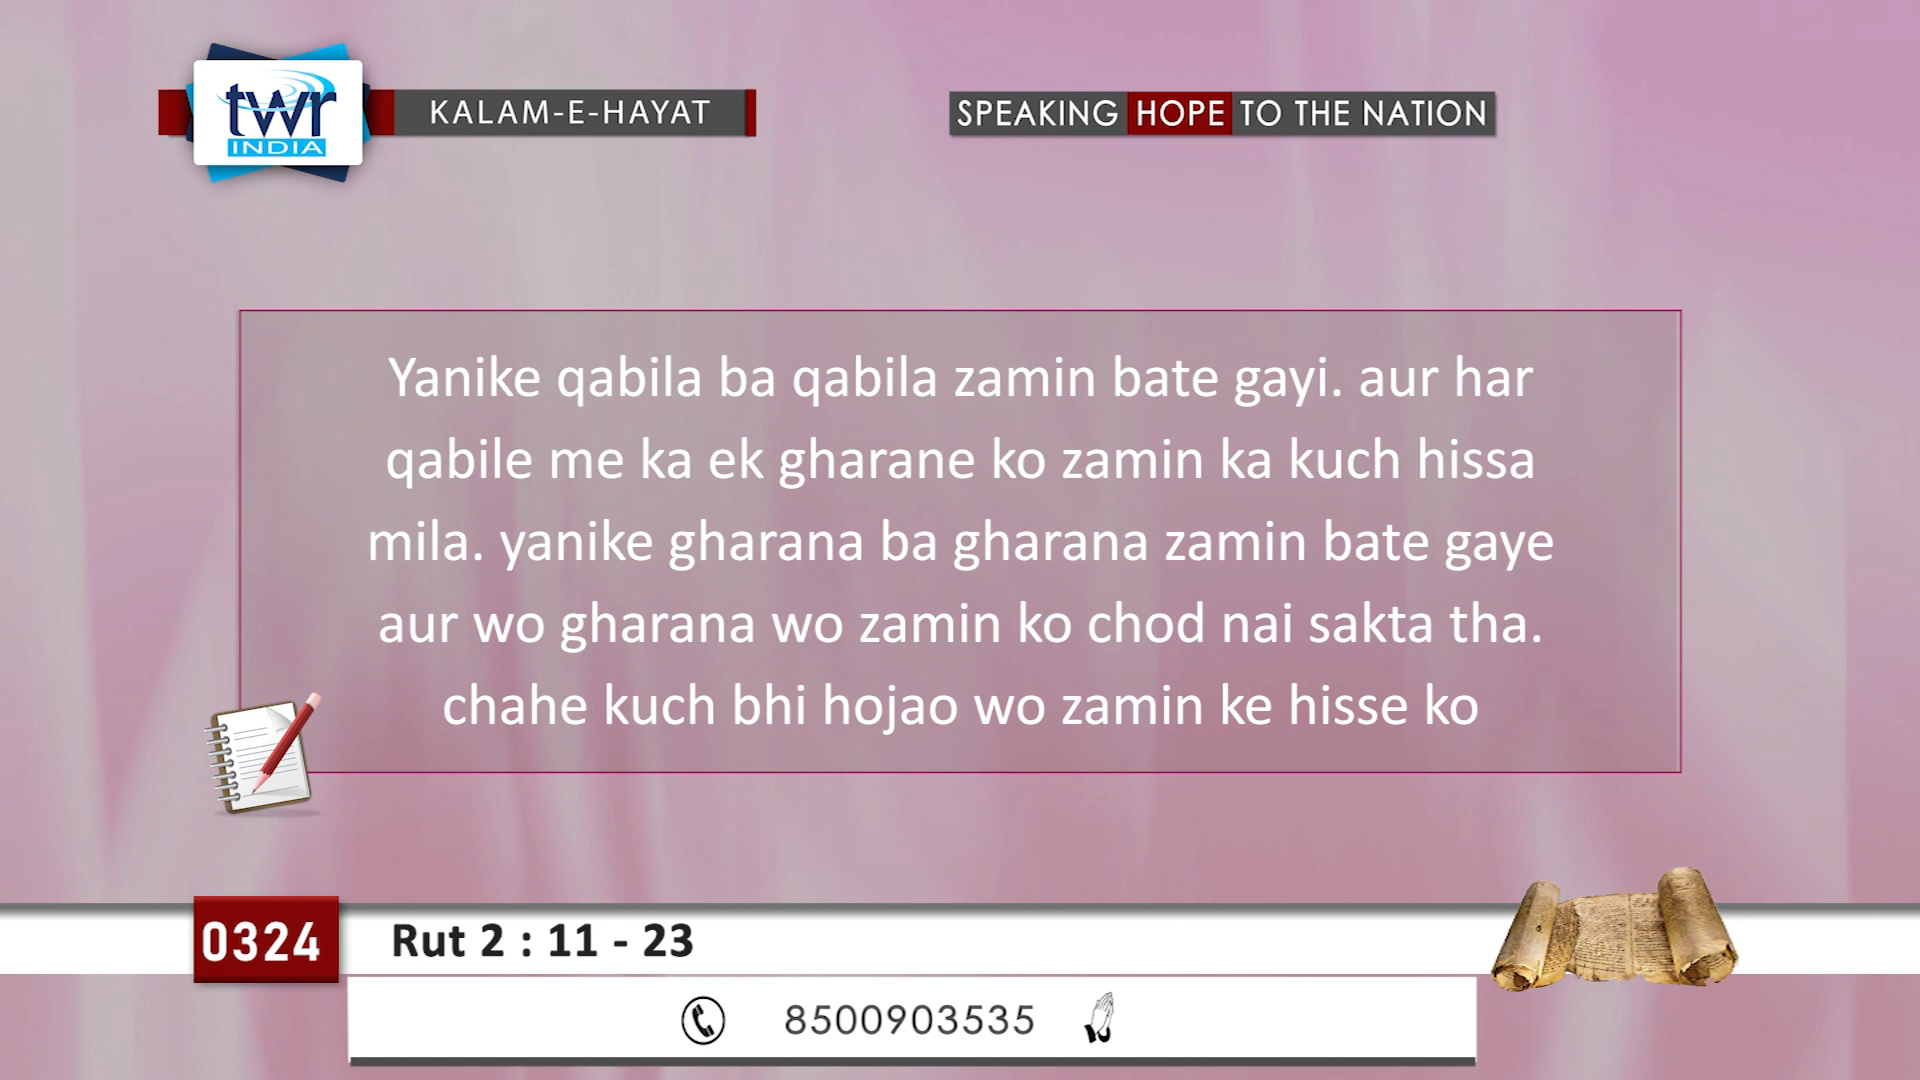 twr
INDIA
KALAM-E-HAYAT
SPEAKING HOPE TO THE NATION
Yanike qabila ba qabila zamin bate gayi. aur har
qabile me ka ek gharane ko zamin ka kuch hissa
mila. yanike gharana ba gharana zamin bate gaye
aur wo gharana wo zamin ko chod nai sakta tha.
chahe kuch bhi hojao wo zamin ke hisse ko
0324
Rut 2 : 11 - 23
8500903535